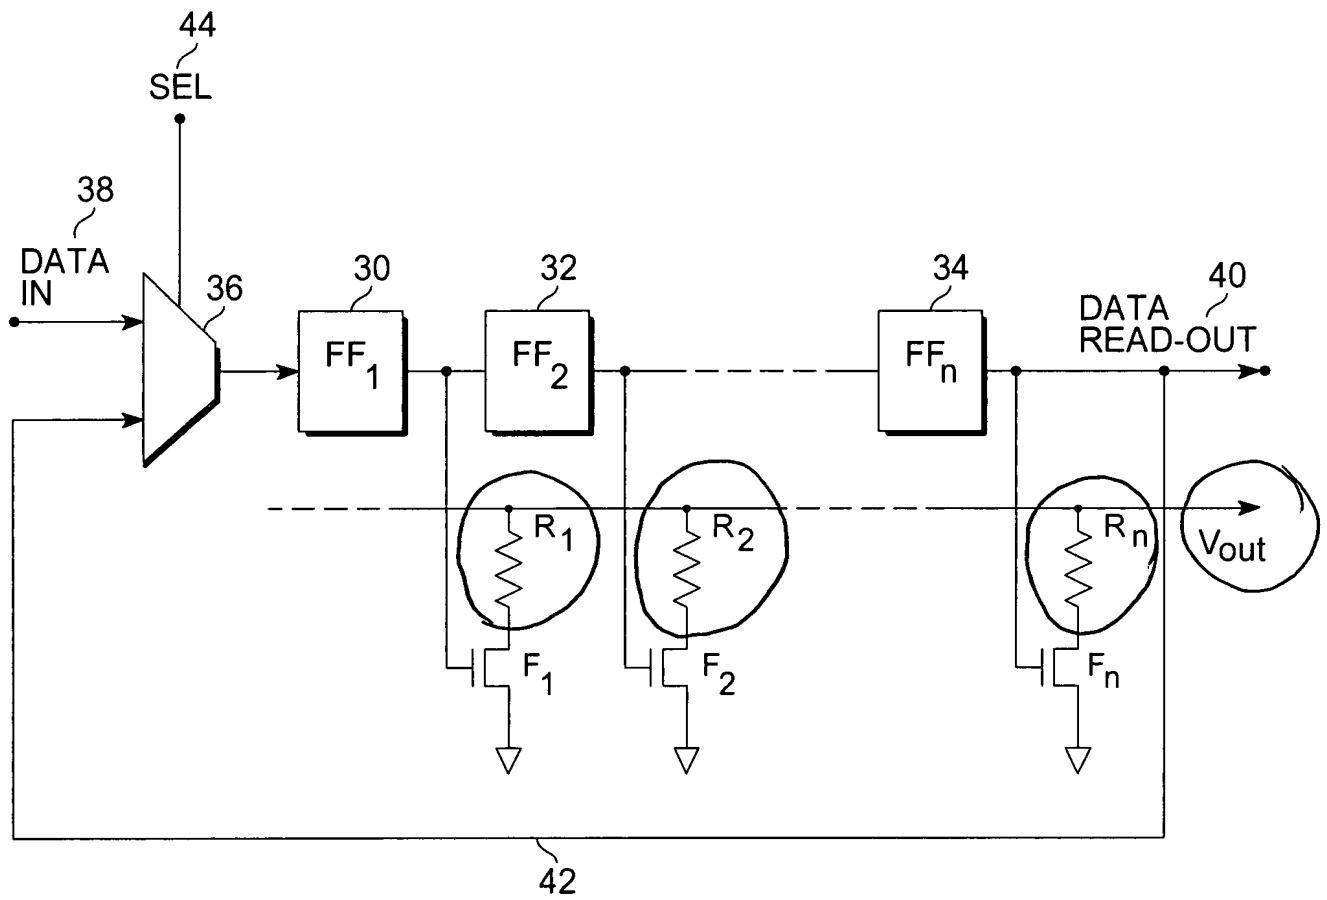 44
SEL
38
DATA
IN
36
30
32
34
40
DATA
READ-OUT
FF1
FF2
FFn
R1
R2
Rn
Vout
F1
F2
Fn
42